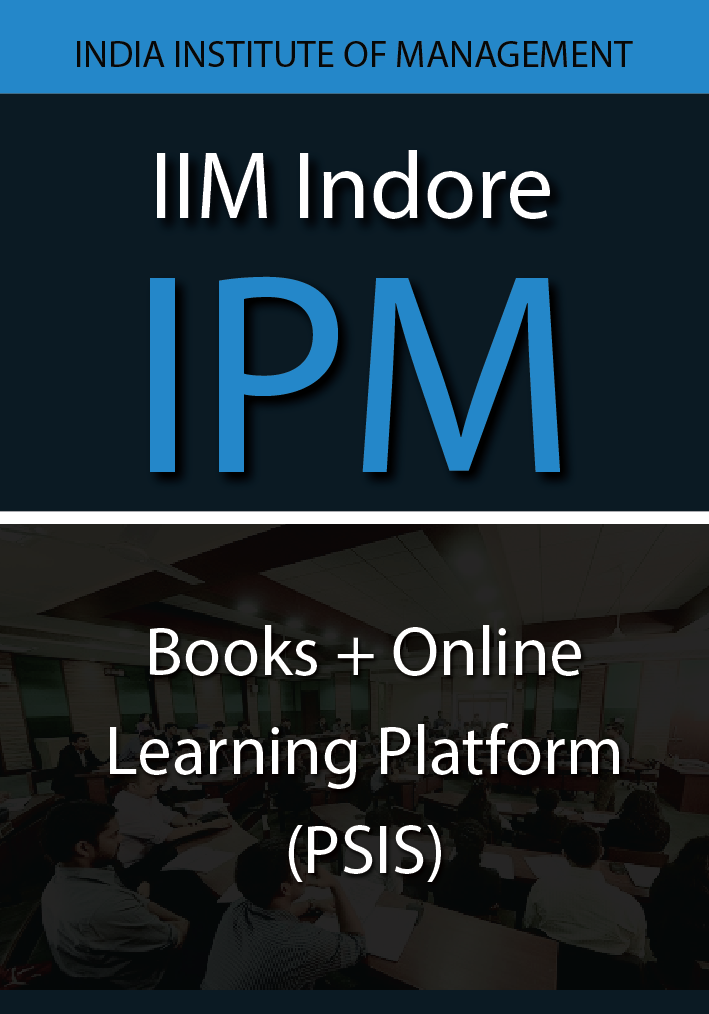 INDIA INSTITUTE OF MANAGEMENT
IIM Indore
IPM
Books + Online
Learning Platform
(PSIS)